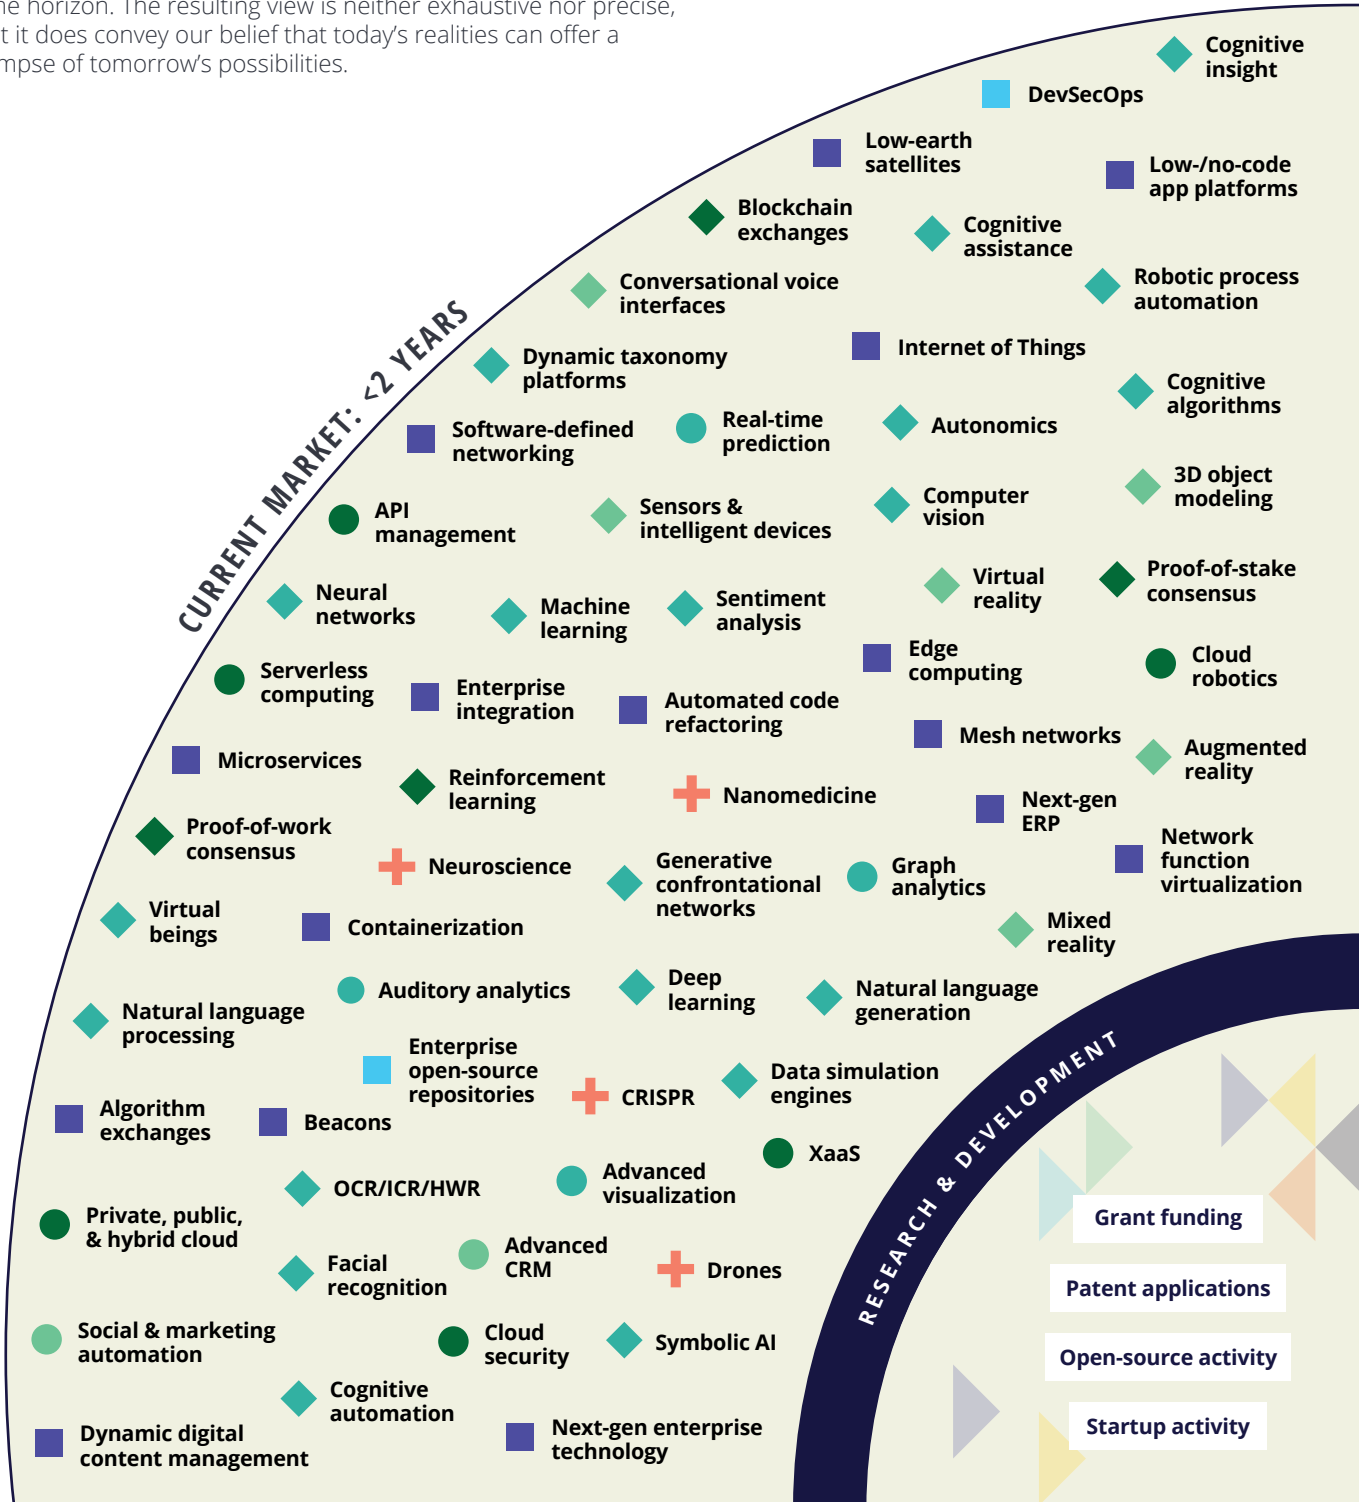 horizon. The resulting view is neither exhaustive nor precise,
it does convey our belief that today's realities can offer a
of tomorrow's possibilities.
Cognitive
insight
DevSecOps
Low-earth
satellites
Low-/no-code
app platforms
Blockchain
exchanges
Cognitive
assistance
Conversational voice
interfaces
Robotic process
automation
CURRENT MARKET: <2 YEARS
Internet of Things
Dynamic taxonomy
platforms
Cognitive
algorithms
Software-defined
networking
Real-time
prediction
Autonomics
3D object
modeling
API
management
Sensors &
intelligent devices
Computer
vision
Virtual
reality
Proof-of-stake
consensus
Neural
networks
Machine
learning
Sentiment
analysis
Edge
computing
Cloud
robotics
Serverless
computing
Enterprise
integration
Automated code
refactoring
Mesh networks
Augmented
reality
Microservices
Reinforcement
learning
Nanomedicine
Next-gen
ERP
Proof-of-work
consensus
Network
function
virtualization
Neuroscience
Generative
confrontational
networks
Graph
analytics
Virtual
beings
Containerization
Mixed
reality
Auditory analytics
Deep
learning
Natural language
generation
Natural language
processing
Enterprise
open-source
repositories
CRISPR
Data simulation
engines
Algorithm
exchanges
Beacons
XaaS
OCR/ICR/HWR
Advanced
visualization
Private, public,
& hybrid cloud
Facial
recognition
Advanced
CRM
Drones
Social & marketing
automation
Cloud
security
Symbolic AI
Cognitive
automation
Dynamic digital
content management
Next-gen enterprise
technology
RESEARCH & DEVELOPMENT
Grant funding
Patent applications
Open-source activity
Startup activity